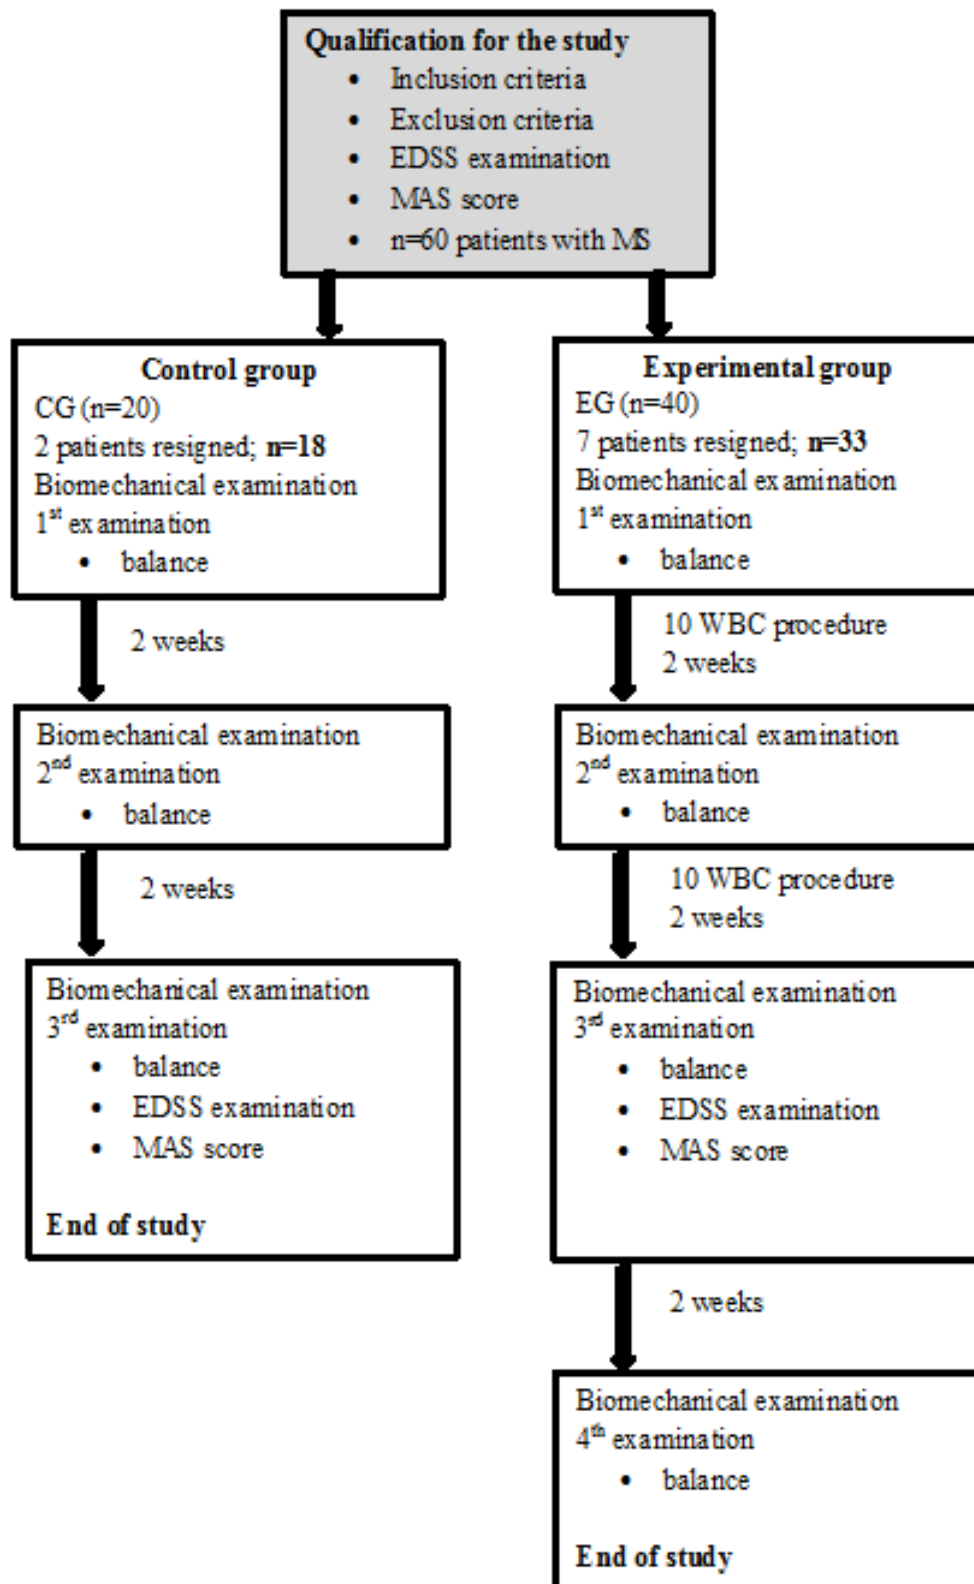 Qualification for the study
• Inclusion criteria
• Exclusion criteria
• EDSS examination
• MAS score
• n=60 patients with MS
Control group
CG (n=20)
2 patients resigned; n=18
Biomechanical examination
1st examination
• balance
2 weeks
Biomechanical examination
2nd examination
• balance
2 weeks
Biomechanical examination
3rd examination
• balance
• EDSS examination
• MAS score
End of study
Experimental group
EG (n=40)
7 patients resigned; n=33
Biomechanical examination
1st examination
• balance
10 WBC procedure
2 weeks
Biomechanical examination
2nd examination
• balance
10 WBC procedure
2 weeks
Biomechanical examination
3rd examination
• balance
• EDSS examination
• MAS score
2 weeks
Biomechanical examination
4th examination
• balance
End of study